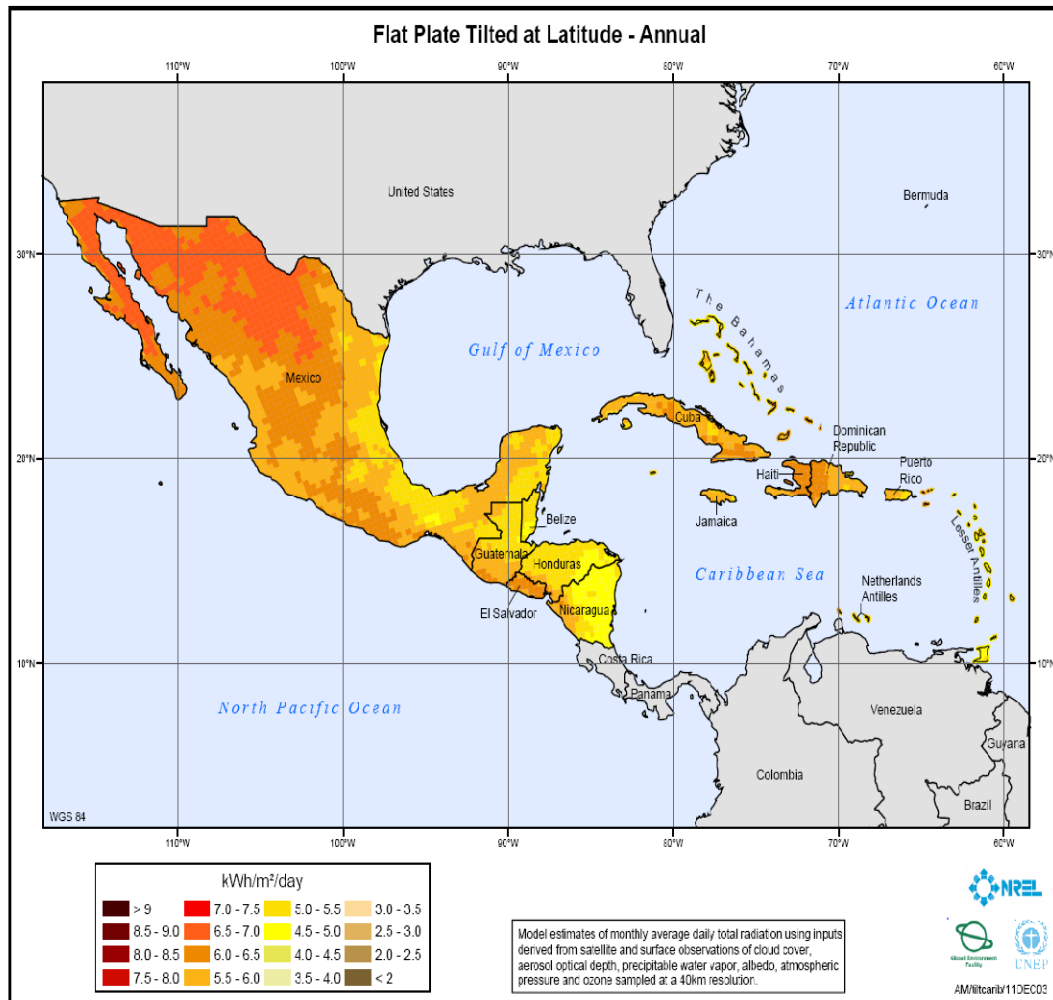 Flat Plate Tilted at Latitude - Annual
110°W 100°W 90°W 80°W 70°W 60°W
United States
Bermuda
30°N 30°N
The Bahamas
Atlantic Ocean
Gulf of Mexico
Mexico
Cuba
Dominican
Republic
20°N 20°N
Haiti
Puerto
Rico
Jamaica
Belize
Guatemala
Honduras
Lesser Antilles
Caribbean Sea
Netherlands
Antilles
El Salvador
Nicaragua
10°N 10°N
Costa Rica
Panama
North Pacific Ocean
Venezuela
Guyana
Colombia
Brazil
WGS 84
110°W 100°W 90°W 80°W 70°W 60°W
kWh/m²/day
> 9 7.0 - 7.5 5.0 - 5.5 3.0 - 3.5
8.5 - 9.0 6.5 - 7.0 4.5 - 5.0 2.5 - 3.0
8.0 - 8.5 6.0 - 6.5 4.0 - 4.5 2.0 - 2.5
7.5 - 8.0 5.5 - 6.0 3.5 - 4.0 < 2
Model estimates of monthly average daily total radiation using inputs
derived from satellite and surface observations of cloud cover,
aerosol optical depth, precipitable water vapor, albedo, atmospheric
pressure and ozone sampled at a 40km resolution.
NREL
Global Environment
Facility
UNEP
AM/tiltcarib/11DEC03